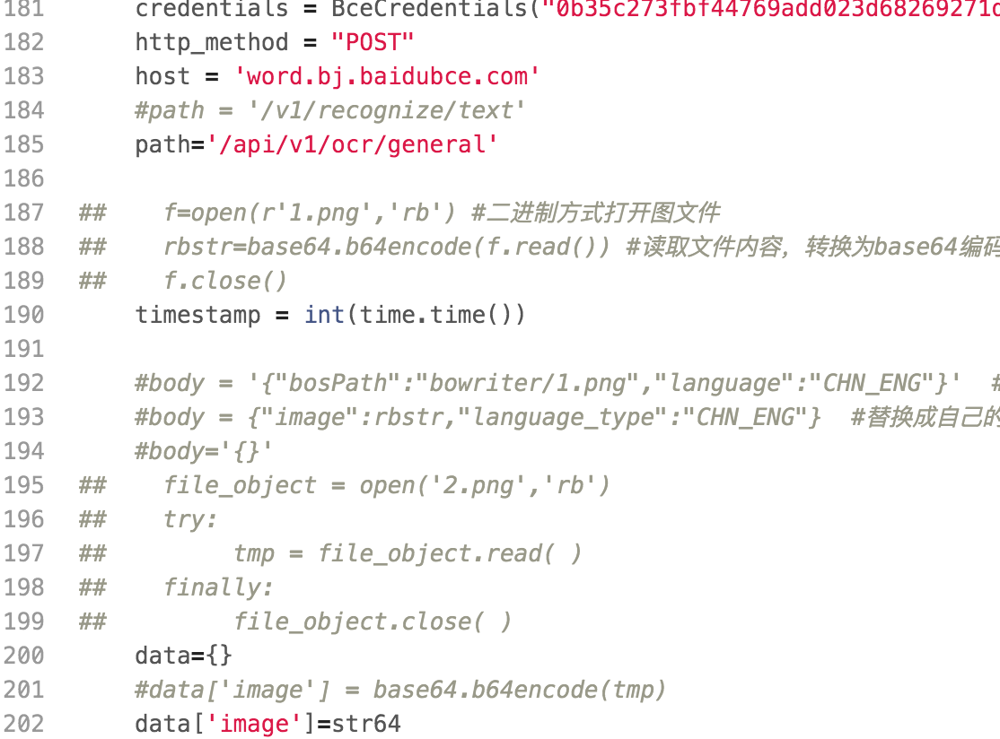 181 credentials = BceCredentials("0b35c273fbf44769add023d68269271
182 http_method = "POST"
183 host = 'word.bj.baidubce.com'
184 #path = '/v1/recognize/text'
185 path='/api/v1/ocr/general'
186
187 ## f=open(r'1.png','rb') #二进制方式打开图文件
188 ## rbstr=base64.b64encode(f.read()) #读取文件内容，转换为base64编码
189 ## f.close()
190 timestamp = int(time.time())
191
192 #body = '{"bosPath":"bowriter/1.png","language":"CHN_ENG"}' #
193 #body = {"image":rbstr,"language_type":"CHN_ENG"} #替换成自己的
194 #body='{}'
195 ## file_object = open('2.png','rb')
196 ## try:
197 ## tmp = file_object.read( )
198 ## finally:
199 ## file_object.close( )
200 data={}
201 #data['image'] = base64.b64encode(tmp)
202 data['image']=str64